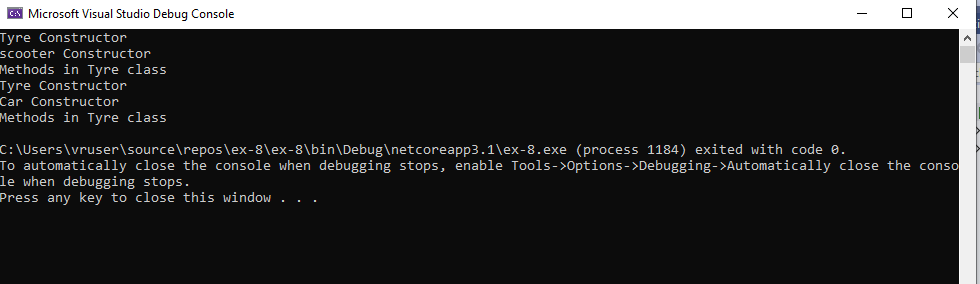 Microsoft Visual Studio Debug Console
Tyre Constructor
scooter Constructor
Methods in Tyre class
Tyre Constructor
Car Constructor
Methods in Tyre class
C:\Users\vruser\source\repos\ex-8\ex-8\bin\Debug\netcoreapp3.1\ex-8.exe (process 1184) exited with code 0.
To automatically close the console when debugging stops, enable Tools->Options->Debugging->Automatically close the conso
le when debugging stops.
Press any key to close this window . . .